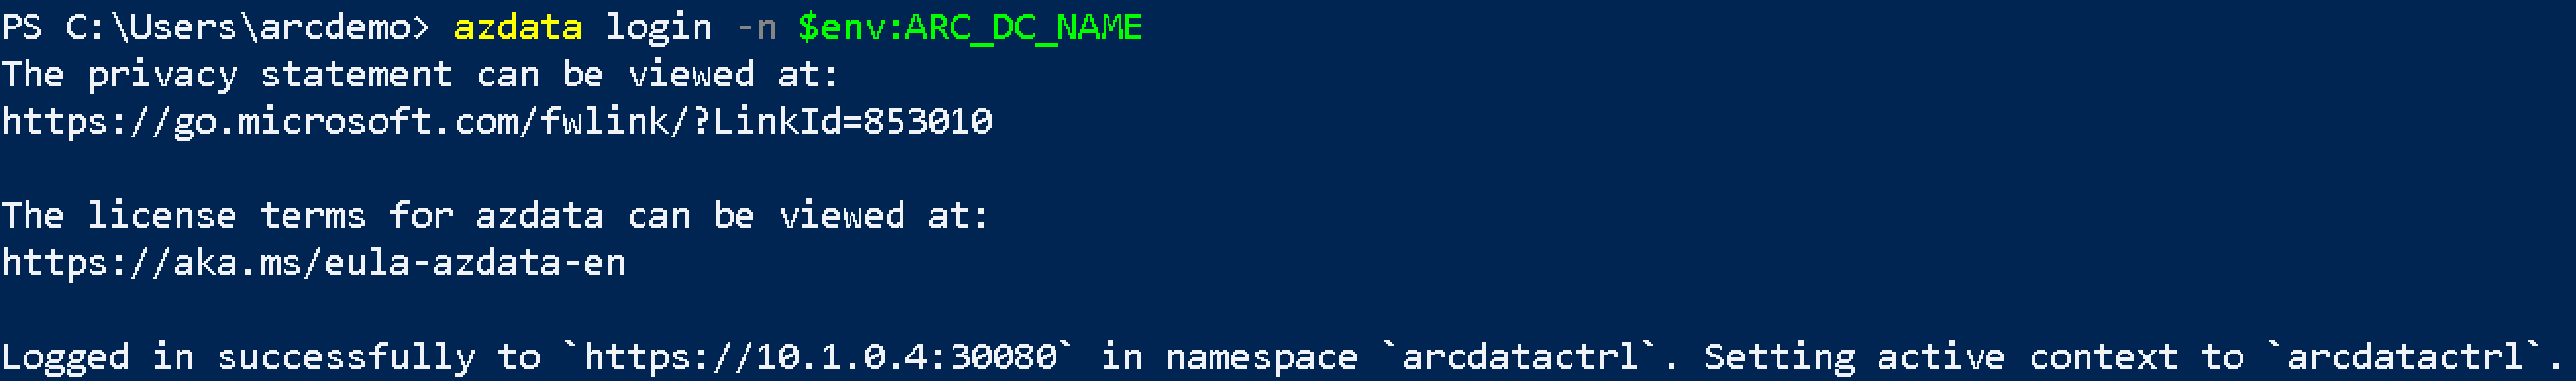 PS C:\Users\arcdemo> azdata login -n $env:ARC_DC_NAME
The privacy statement can be viewed at:
https://go.microsoft.com/fwlink/?LinkId=853010
The license terms for azdata can be viewed at:
https://aka.ms/eula-azdata-en
Logged in successfully to `https://10.1.0.4:30080` in namespace `arcdatactrl`. Setting active context to `arcdatactrl`.